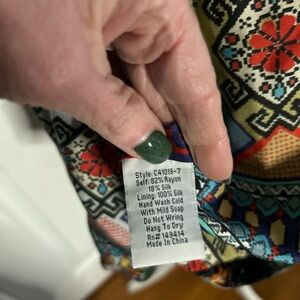 Style: C41019-7
Self: 82% Rayon
18% Silk
Lining: 100% Silk
Hand Wash Cold
With Mild Soap
Do Not Wring
Hang To Dry
Rn# 149414
Made In China